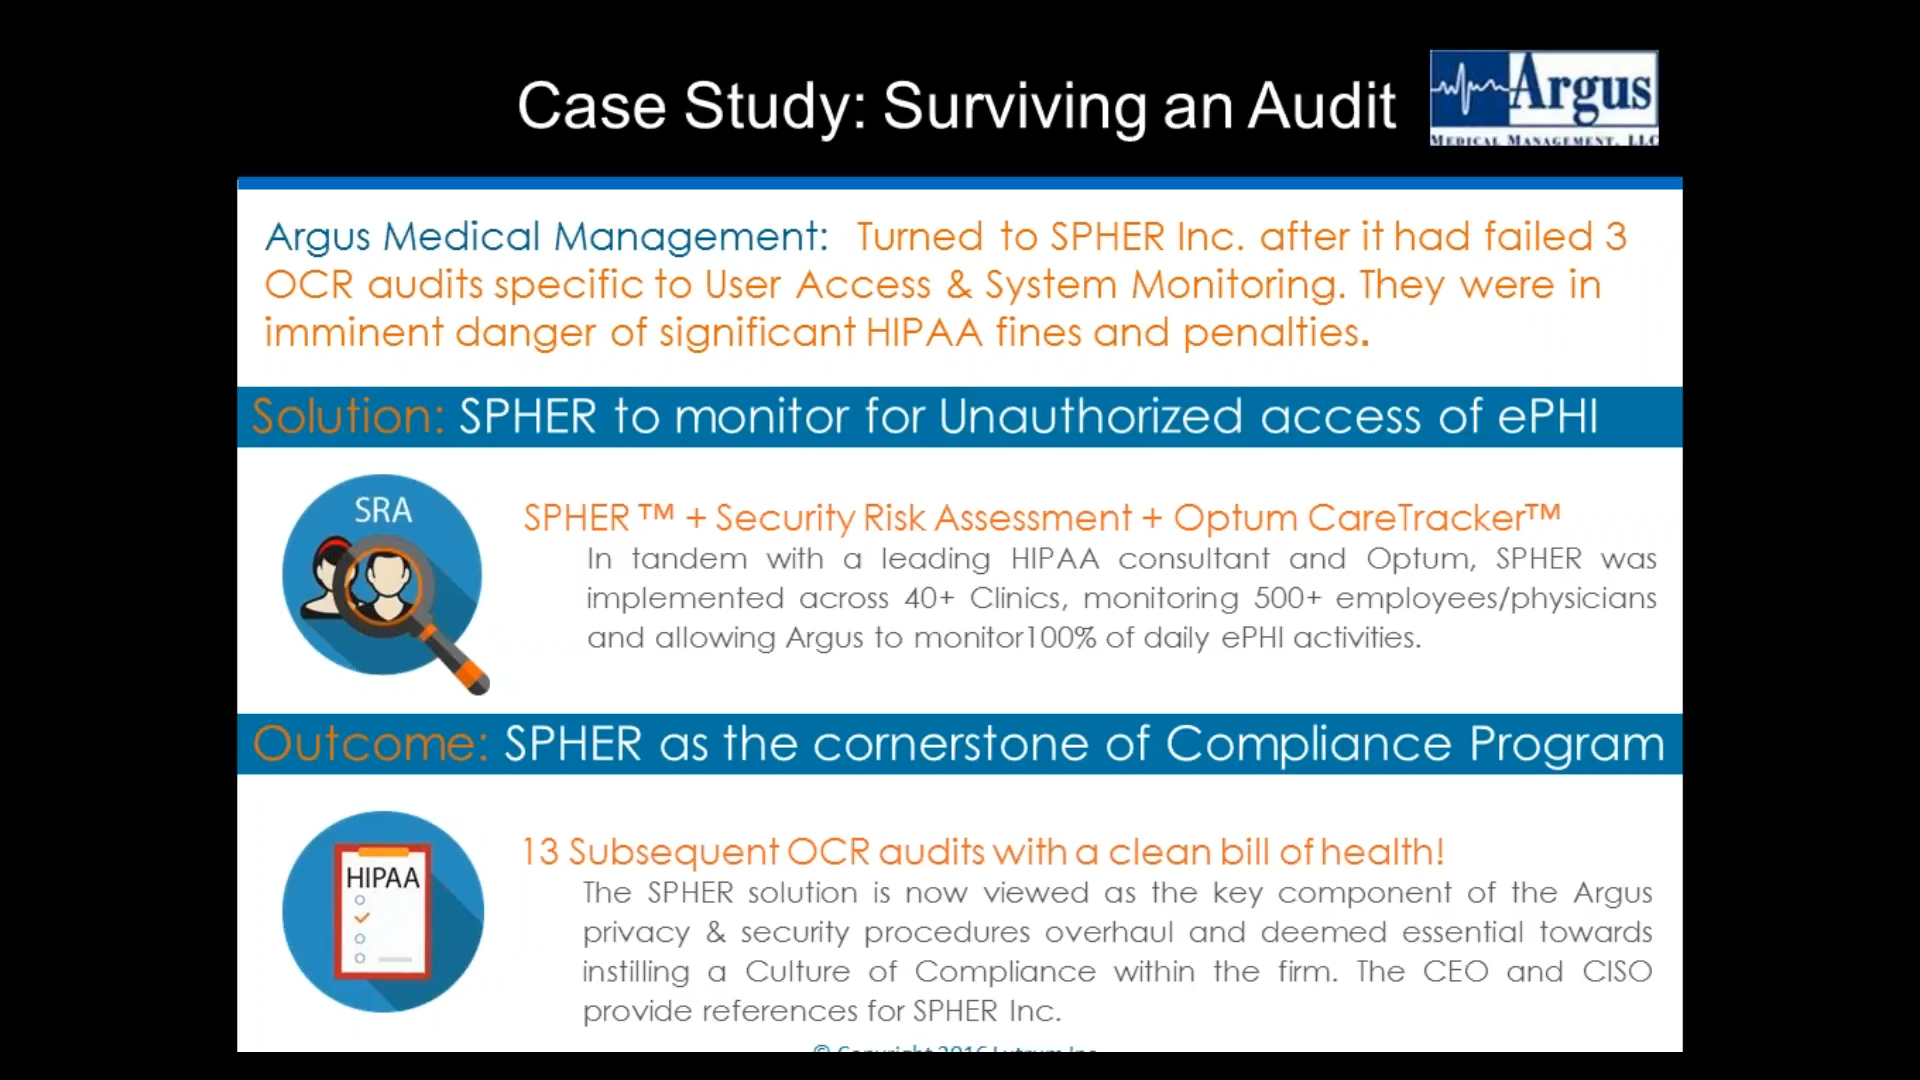 Case Study: Surviving an Audit
Argus
MEDICAL MANAGEMENT, LLC
Argus Medical Management: Turned to SPHER Inc. after it had failed 3
OCR audits specific to User Access & System Monitoring. They were in
imminent danger of significant HIPAA fines and penalties.
Solution: SPHER to monitor for Unauthorized access of ePHI
SRA
SPHER™ + Security Risk Assessment + Optum CareTracker™
In tandem with a leading HIPAA consultant and Optum, SPHER was
implemented across 40+ Clinics, monitoring 500+ employees/physicians
and allowing Argus to monitor100% of daily ePHI activities.
Outcome: SPHER as the cornerstone of Compliance Program
HIPAA
13 Subsequent OCR audits with a clean bill of health!
The SPHER solution is now viewed as the key component of the Argus
privacy & security procedures overhaul and deemed essential towards
instilling a Culture of Compliance within the firm. The CEO and CISO
provide references for SPHER Inc.
© Copyright 2016 Lutrum Inc.